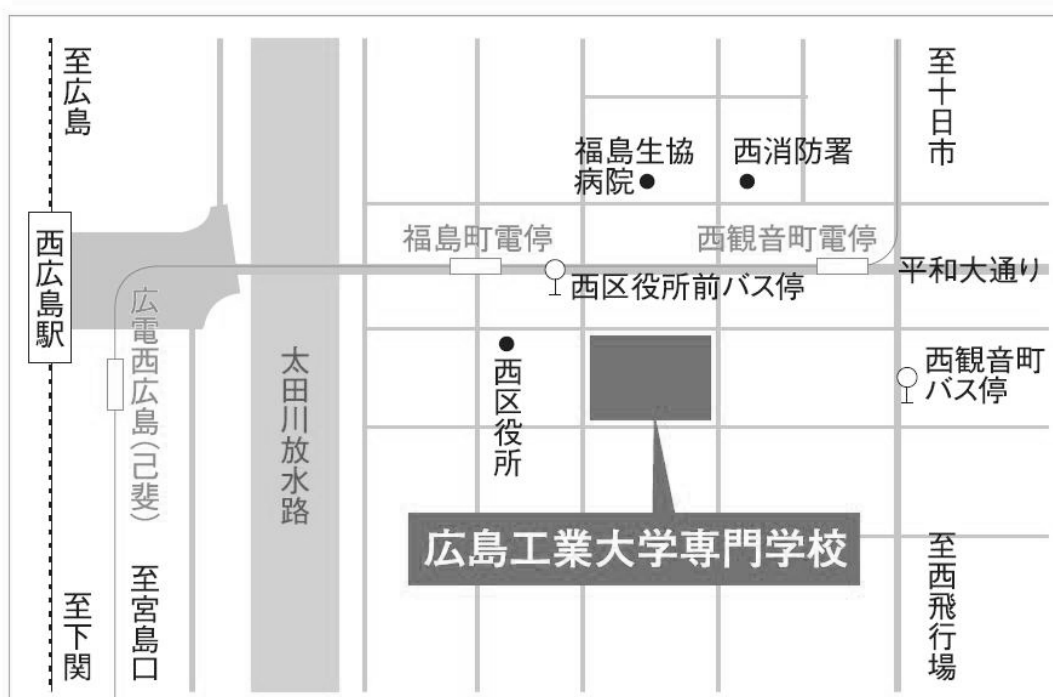 至広島
西広島駅
広電西広島(己斐)
至下関
至宮島口
太田川放水路
福島生協
病院
西消防署
至十日市
福島町電停
西観音町電停
平和大通り
西区役所前バス停
西区役所
西観音町
バス停
広島工業大学専門学校
至西飛行場